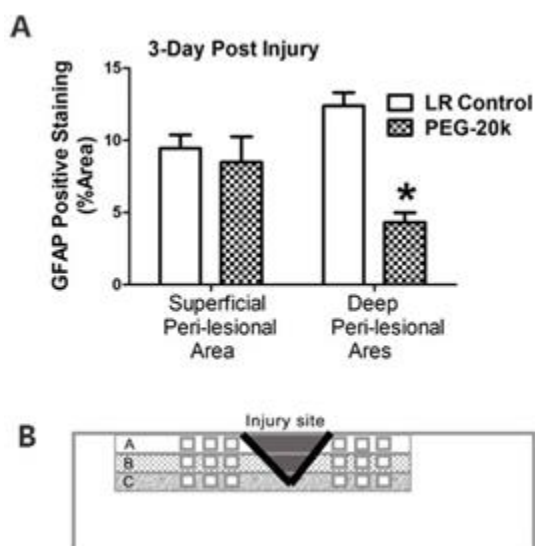 A
3-Day Post Injury
GFAP Positive Staining
(%Area)
15
10
5
0
LR Control
PEG-20k
*
Superficial
Peri-lesional
Area
Deep
Peri-lesional
Ares
B
Injury site
A
B
C